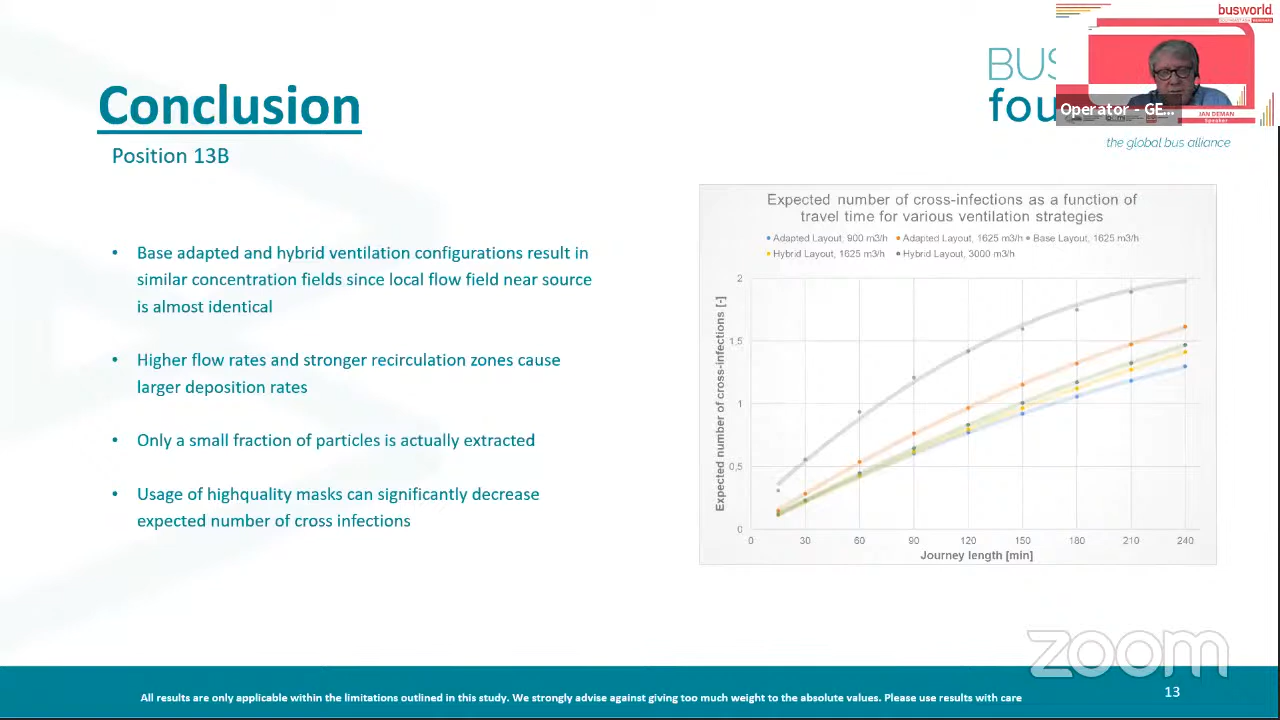 busworld.
BUS
fou
Operator - GE...
JAN DEMAN
Speaker
the global bus alliance
Conclusion
Position 13B
• Base adapted and hybrid ventilation configurations result in
similar concentration fields since local flow field near source
is almost identical
• Higher flow rates and stronger recirculation zones cause
larger deposition rates
• Only a small fraction of particles is actually extracted
• Usage of highquality masks can significantly decrease
expected number of cross infections
Expected number of cross-infections as a function of
travel time for various ventilation strategies
Adapted Layout, 900 m3/h Adapted Layout, 1625 m3/h Base Layout, 1625 m3/h
Hybrid Layout, 1625 m3/h Hybrid Layout, 3000 m3/h
Expected number of cross-infections [-]
2
1,5
1
0,5
0
0 30 60 90 120 150 180 210 240
Journey length [min]
zoom
All results are only applicable within the limitations outlined in this study. We strongly advise against giving too much weight to the absolute values. Please use results with care
13